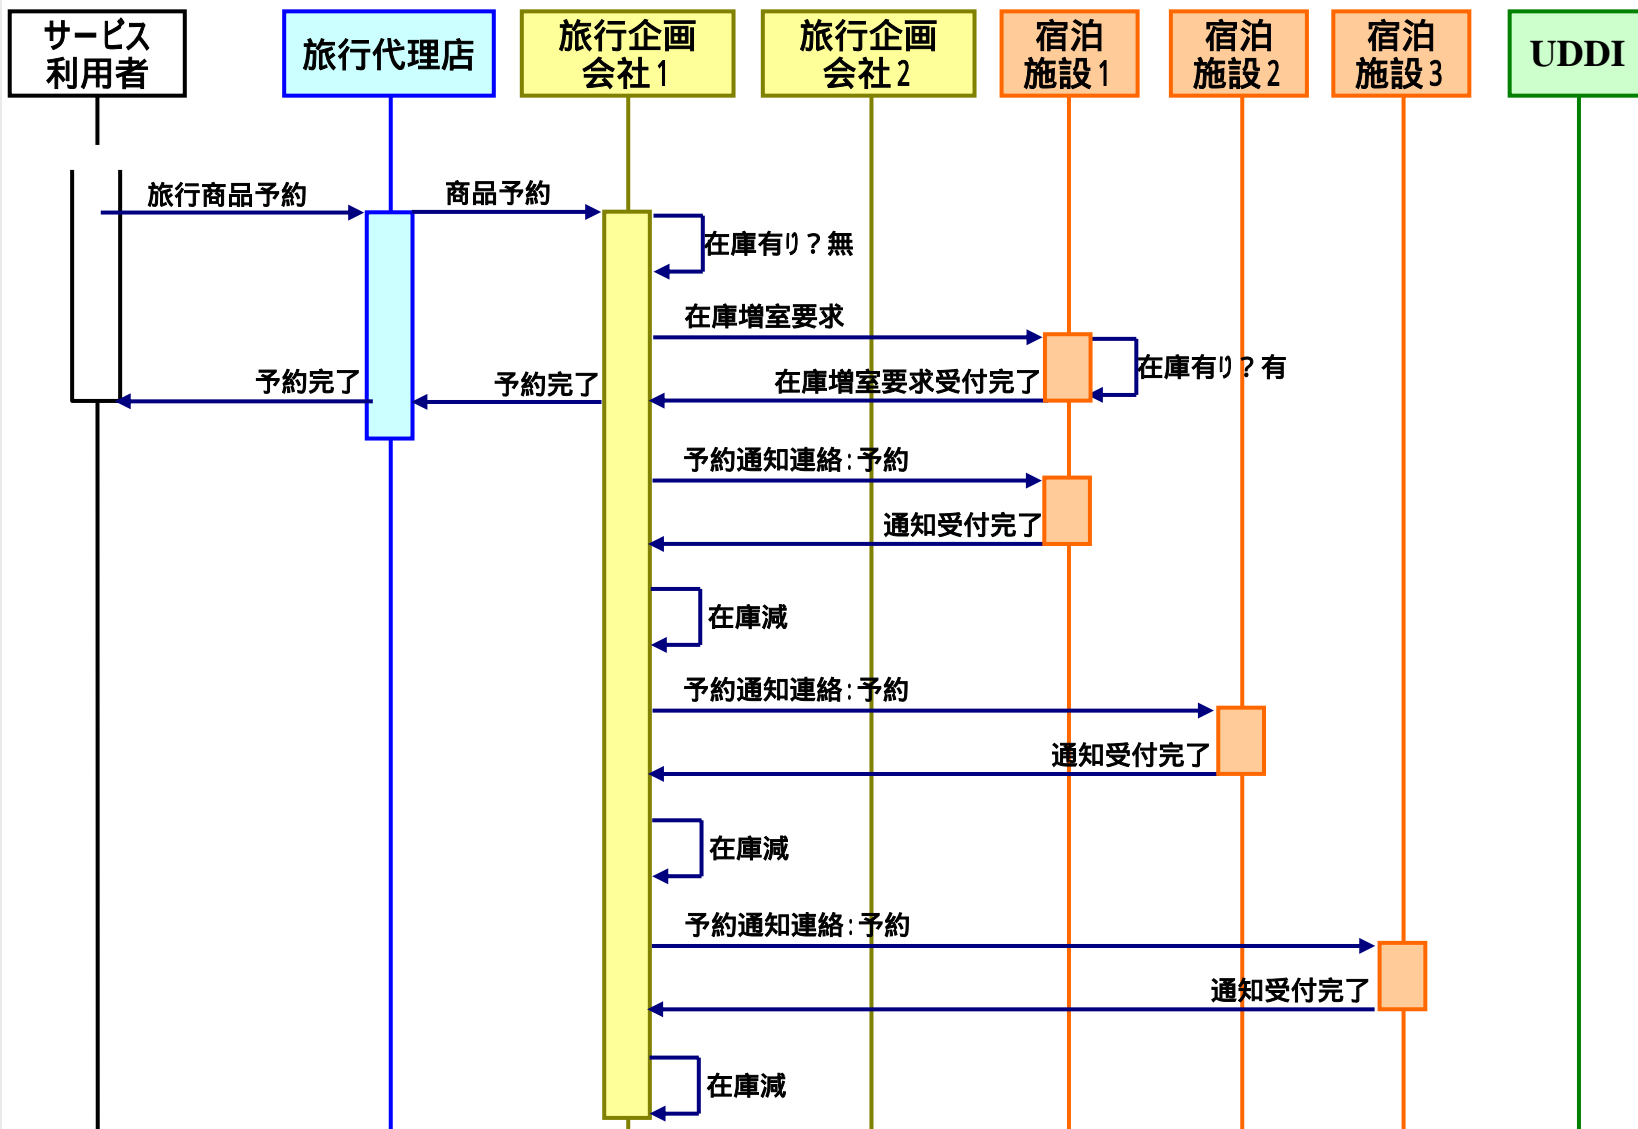 サービス
利用者
旅行代理店
旅行企画
会社1
旅行企画
会社2
宿泊
施設1
宿泊
施設2
宿泊
施設3
UDDI
旅行商品予約
商品予約
在庫有り？無
在庫増室要求
在庫有り？有
予約完了
予約完了
在庫増室要求受付完了
予約通知連絡:予約
通知受付完了
在庫減
予約通知連絡:予約
通知受付完了
在庫減
予約通知連絡:予約
通知受付完了
在庫減